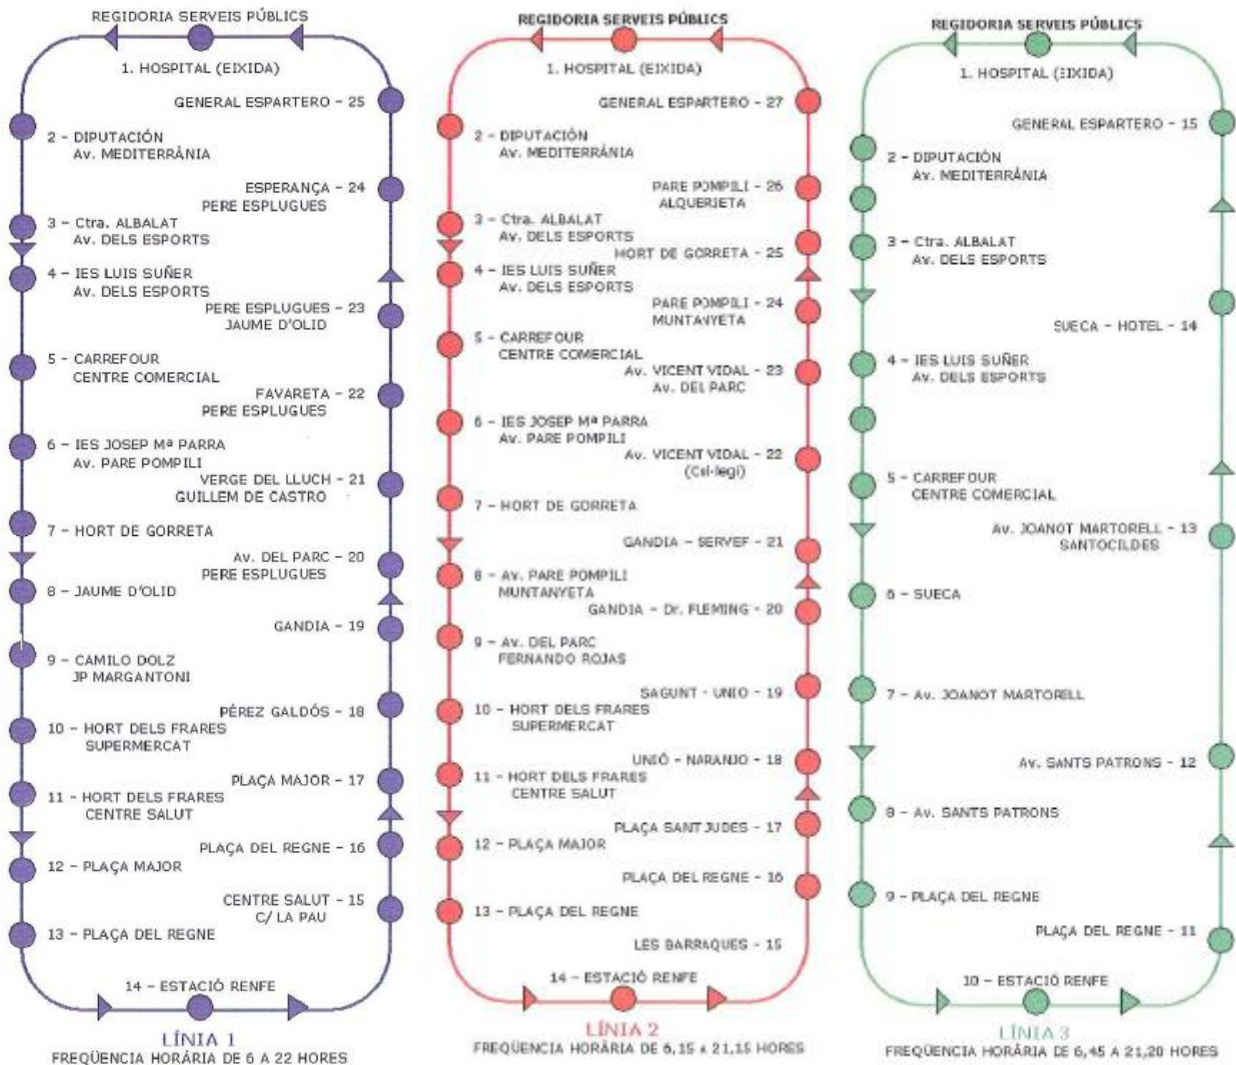 REGIDORIA SERVEIS PÚBLICS
1. HOSPITAL (EIXIDA)
GENERAL ESPARTERO - 25
2 - DIPUTACIÓN
Av. MEDITERRÀNIA
ESPERANÇA - 24
PERE ESPLUGUES
3 - Ctra. ALBALAT
Av. DELS ESPORTS
4 - IES LUIS SUÑER
Av. DELS ESPORTS
PERE ESPLUGUES - 23
JAUME D'OLID
5 - CARREFOUR
CENTRE COMERCIAL
FAVARETA - 22
PERE ESPLUGUES
6 - IES JOSEP Mª PARRA
Av. PARE POMPILI
VERGE DEL LLUCH - 21
GUILLEM DE CASTRO
7 - HORT DE GORRETA
Av. DEL PARC - 20
PERE ESPLUGUES
8 - JAUME D'OLID
GANDIA - 19
9 - CAMILO DOLZ
JP MARGANTONI
PÉREZ GALDÓS - 18
10 - HORT DELS FRARES
SUPERMERCAT
PLAÇA MAJOR - 17
11 - HORT DELS FRARES
CENTRE SALUT
PLAÇA DEL REGNE - 16
12 - PLAÇA MAJOR
CENTRE SALUT - 15
C/ LA PAU
13 - PLAÇA DEL REGNE
14 - ESTACIÓ RENFE
LÍNIA 1
FREQÜENCIA HORÁRIA DE 6 A 22 HORES
REGIDORIA SERVEIS PÚBLICS
1. HOSPITAL (EIXIDA)
GENERAL ESPARTERO - 27
2 - DIPUTACIÓN
Av. MEDITERRÀNIA
PARE POMPILI - 26
ALQUERIETA
3 - Ctra. ALBALAT
Av. DELS ESPORTS
HORT DE GORRETA - 25
4 - IES LUIS SUÑER
Av. DELS ESPORTS
PARE POMPILI - 24
MUNTANYETA
5 - CARREFOUR
CENTRE COMERCIAL
Av. VICENT VIDAL - 23
Av. DEL PARC
6 - IES JOSEP Mª PARRA
Av. PARE POMPILI
Av. VICENT VIDAL - 22
(Col·legi)
7 - HORT DE GORRETA
GANDIA - SERVEF - 21
8 - Av. PARE POMPILI
MUNTANYETA
GANDIA - Dr. FLEMING - 20
9 - Av. DEL PARC
FERNANDO ROJAS
SAGUNT - UNIO - 19
10 - HORT DELS FRARES
SUPERMERCAT
UNIÓ - NARANJO - 18
11 - HORT DELS FRARES
CENTRE SALUT
PLAÇA SANT JUDES - 17
12 - PLAÇA MAJOR
PLAÇA DEL REGNE - 16
13 - PLAÇA DEL REGNE
LES BARRAQUES - 15
14 - ESTACIÓ RENFE
LÍNIA 2
FREQÜENCIA HORÀRIA DE 6,15 a 21,15 HORES
REGIDORIA SERVEIS PÚBLICS
1. HOSPITAL (EIXIDA)
GENERAL ESPARTERO - 15
2 - DIPUTACIÓN
Av. MEDITERRÀNIA
3 - Ctra. ALBALAT
Av. DELS ESPORTS
SUECA - HOTEL - 14
4 - IES LUIS SUÑER
Av. DELS ESPORTS
5 - CARREFOUR
CENTRE COMERCIAL
Av. JOANOT MARTORELL - 13
SANTOCILDES
6 - SUECA
7 - Av. JOANOT MARTORELL
Av. SANTS PATRONS - 12
8 - Av. SANTS PATRONS
9 - PLAÇA DEL REGNE
PLAÇA DEL REGNE - 11
10 - ESTACIÓ RENFE
LÍNIA 3
FREQÜENCIA HORÀRIA DE 6,45 A 21,20 HORES